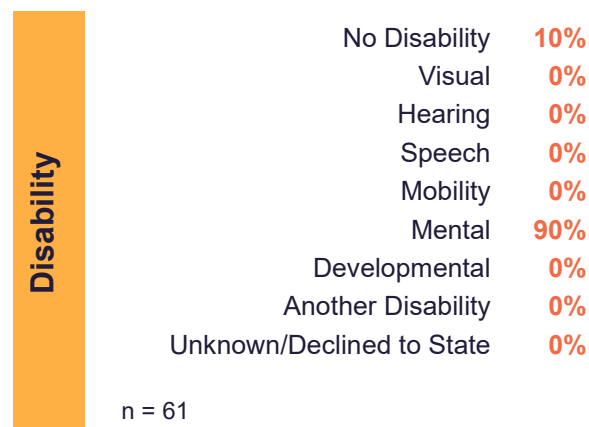 Disability
No Disability 10%
Visual 0%
Hearing 0%
Speech 0%
Mobility 0%
Mental 90%
Developmental 0%
Another Disability 0%
Unknown/Declined to State 0%
n = 61